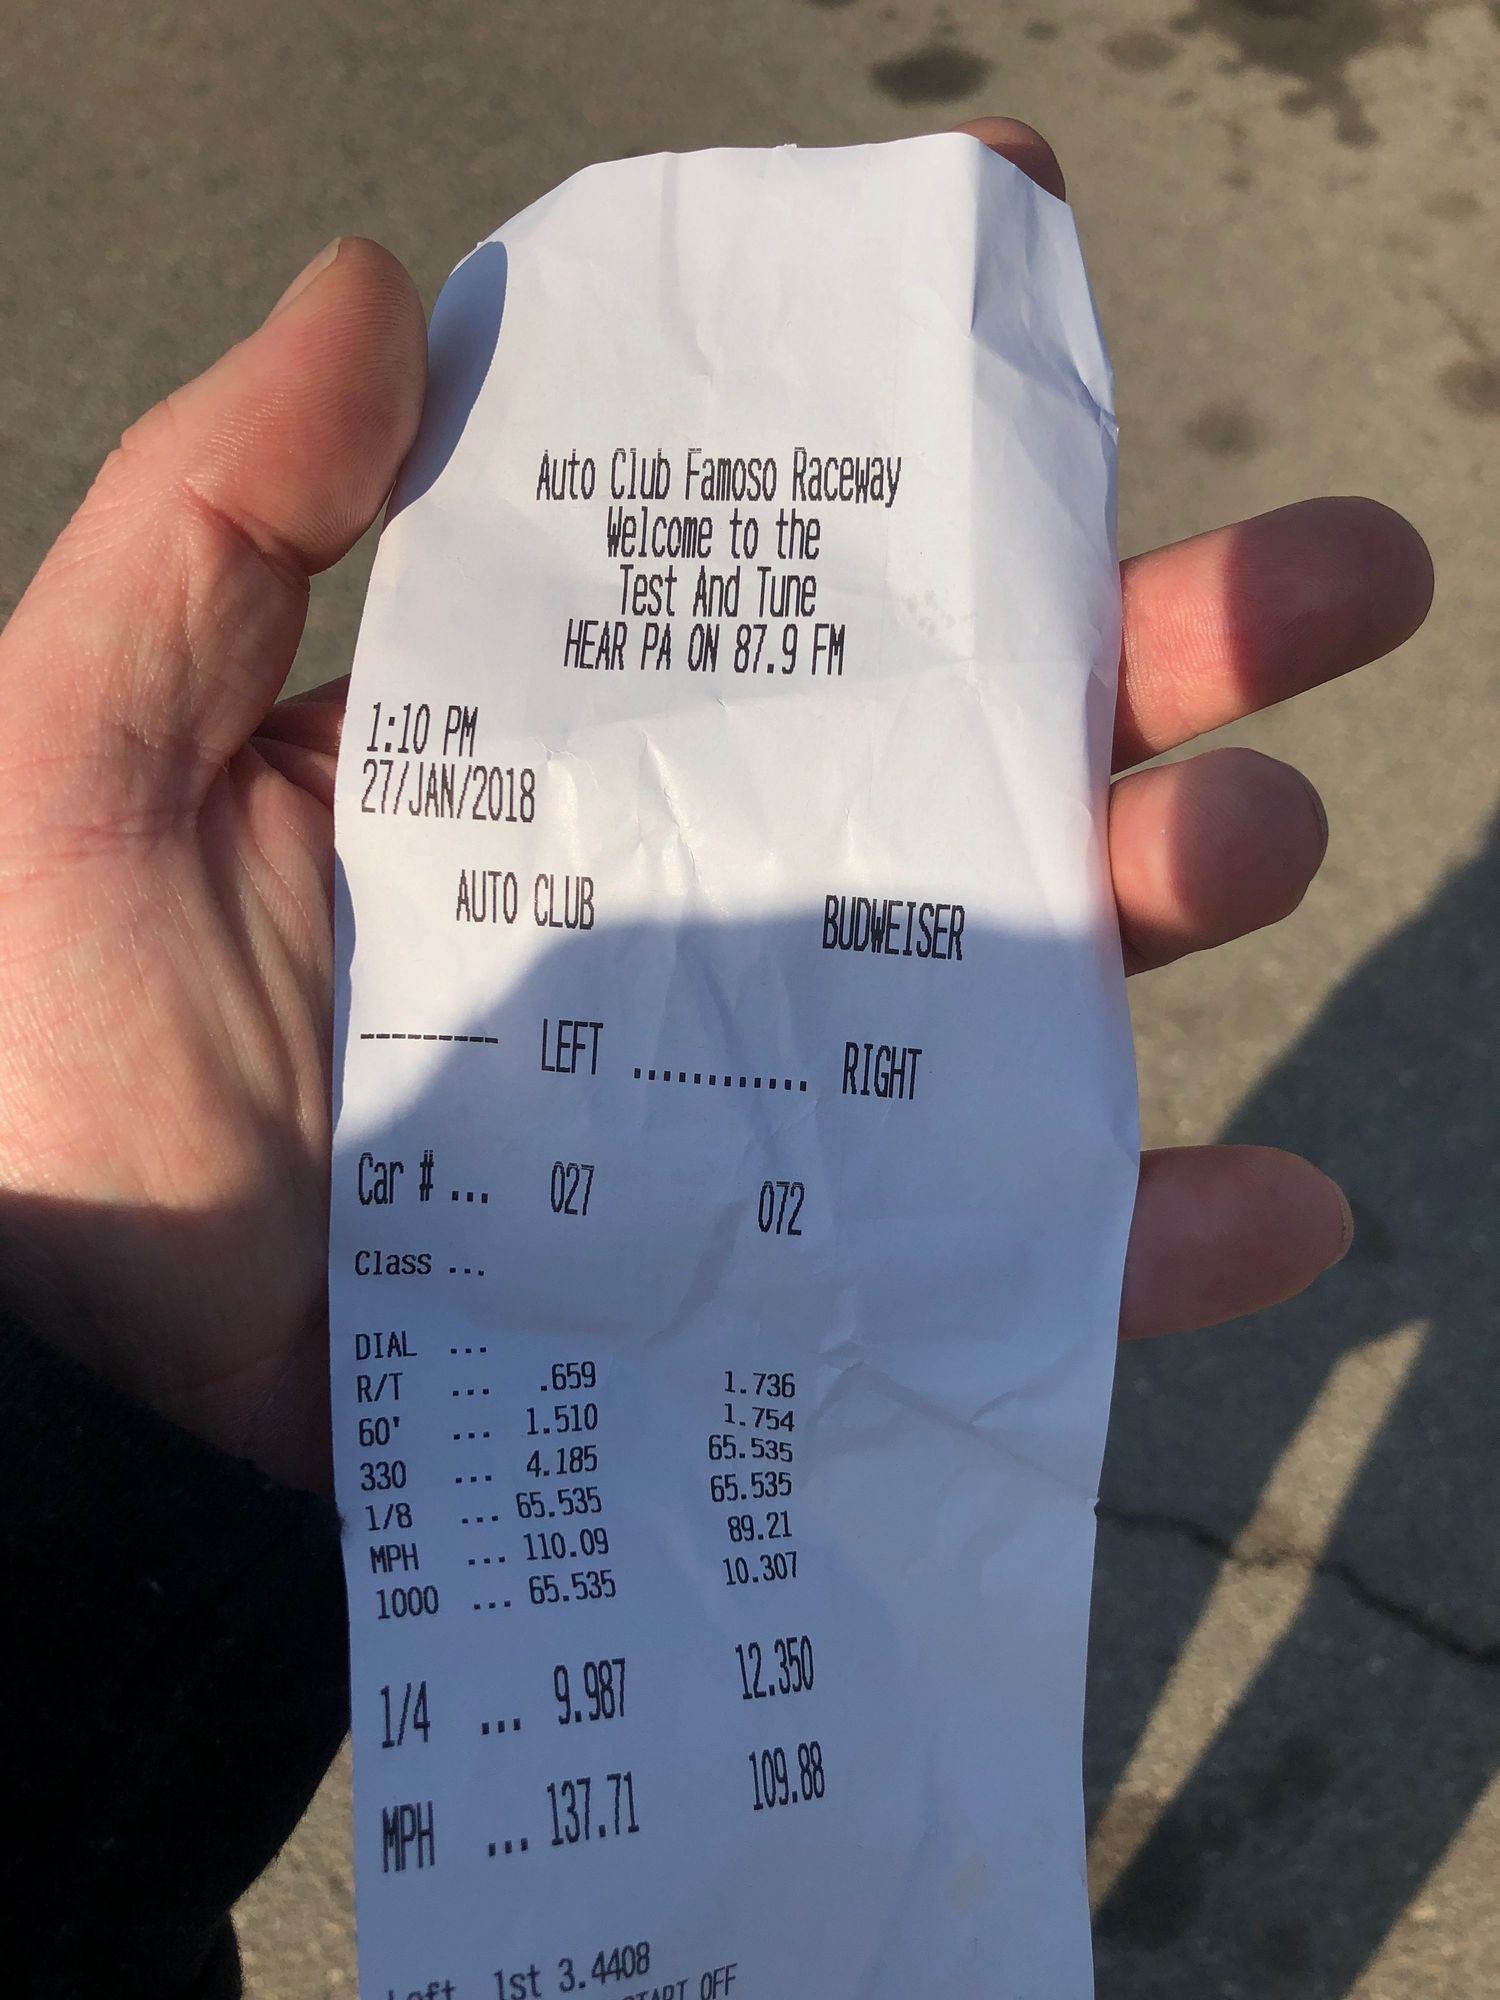 Auto Club Famoso Raceway
Welcome to the
Test And Tune
HEAR PA ON 87.9 FM
1:10 PM
27/JAN/2018
AUTO CLUB BUDWEISER
--------- LEFT ............ RIGHT
Car # ... 027 072
Class ...
DIAL ...
R/T ... .659 1.736
60' ... 1.510 1.754
330 ... 4.185 65.535
1/8 ... 65.535 65.535
MPH ... 110.09 89.21
1000 ... 65.535 10.307
1/4 ... 9.987 12.350
MPH ... 137.71 109.88
Left 1st 3.4408
START OFF